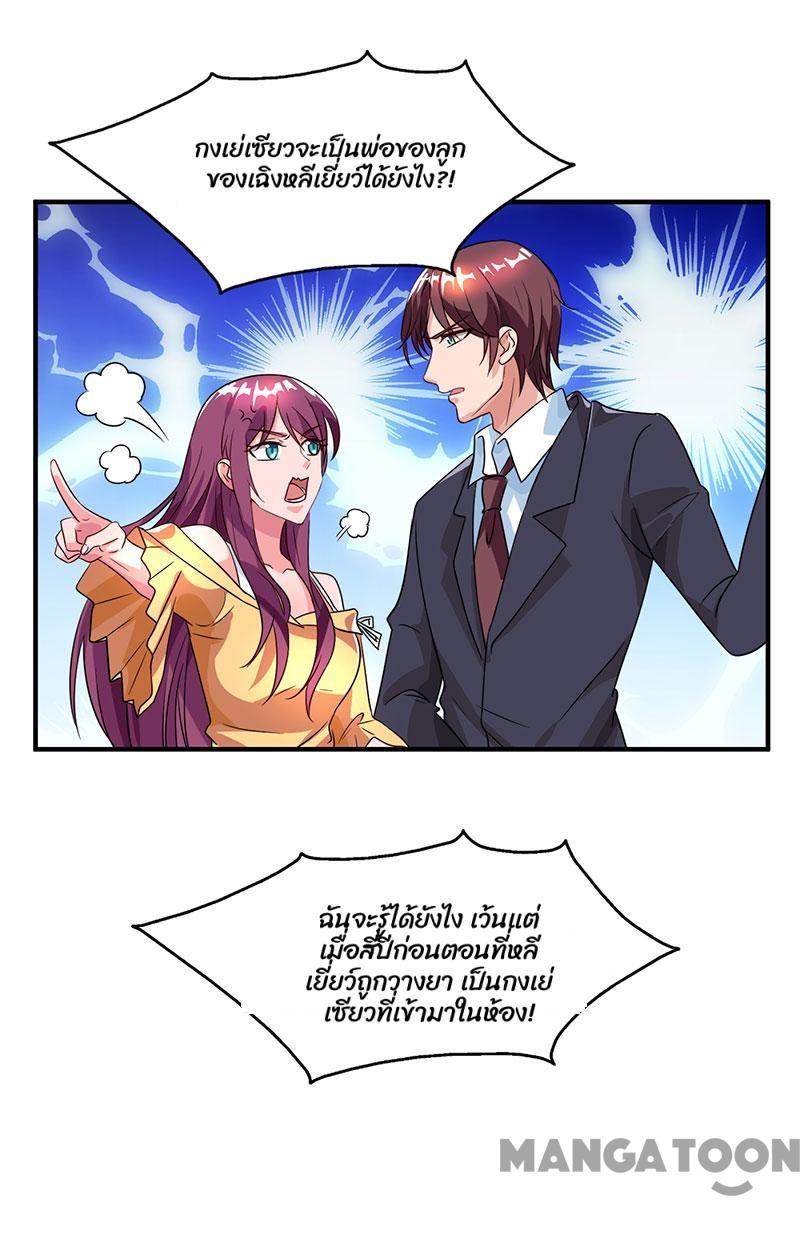 กงเย่เซียวจะเป็นพ่อของลูก
ของเฉิงหลีเยี่ยว์ได้ยังไง?!
ฉันจะรู้ได้ยังไง เว้นแต่
เมื่อสี่ปีก่อนตอนที่หลี
เยี่ยว์ถูกวางยา เป็นกงเย่
เซียวที่เข้ามาในห้อง!
MANGATOON